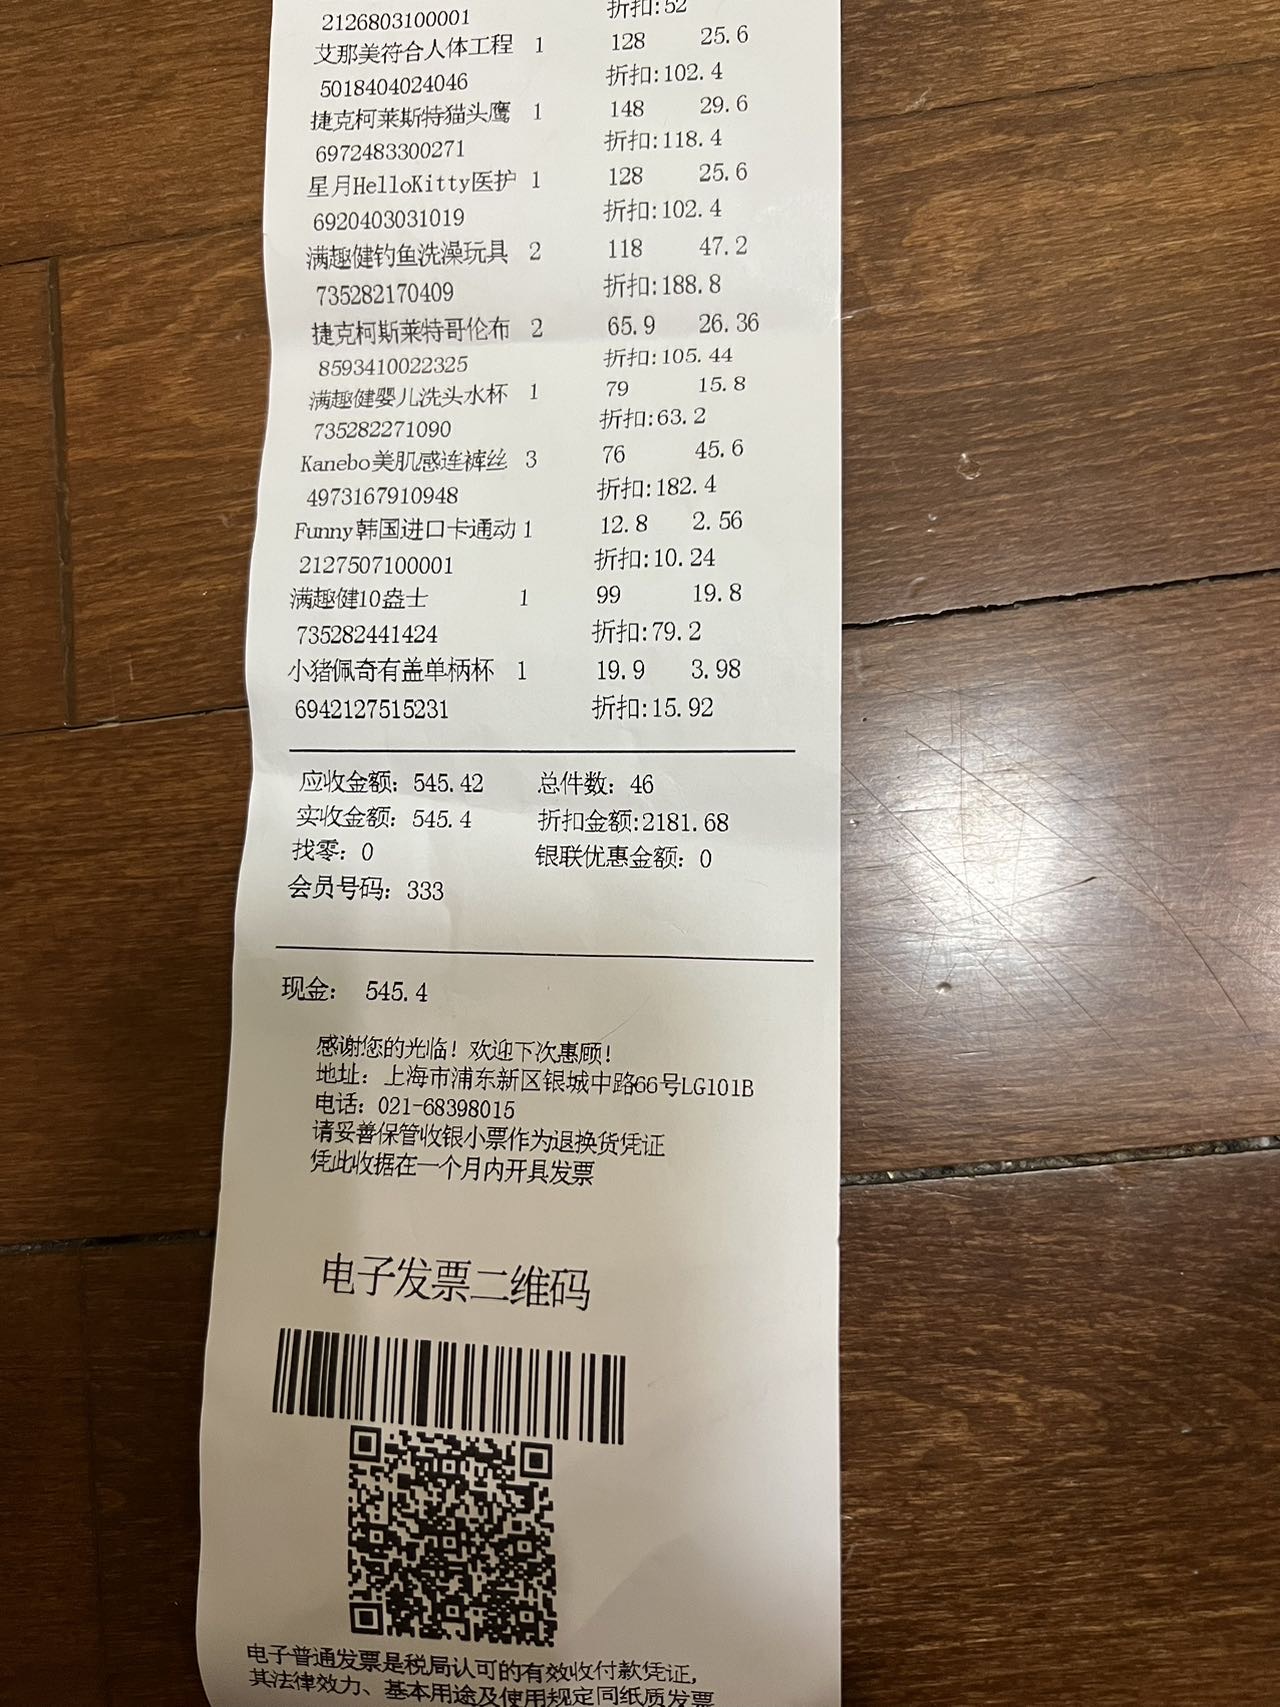 折扣:52
2126803100001
艾那美符合人体工程 1 128 25.6
5018404024046 折扣:102.4
捷克柯莱斯特猫头鹰 1 148 29.6
6972483300271 折扣:118.4
星月HelloKitty医护 1 128 25.6
6920403031019 折扣:102.4
满趣健钓鱼洗澡玩具 2 118 47.2
735282170409 折扣:188.8
捷克柯斯莱特哥伦布 2 65.9 26.36
8593410022325 折扣:105.44
满趣健婴儿洗头水杯 1 79 15.8
735282271090 折扣:63.2
Kanebo美肌感连裤丝 3 76 45.6
4973167910948 折扣:182.4
Funny韩国进口卡通动 1 12.8 2.56
2127507100001 折扣:10.24
满趣健10盎士 1 99 19.8
735282441424 折扣:79.2
小猪佩奇有盖单柄杯 1 19.9 3.98
6942127515231 折扣:15.92
应收金额: 545.42 总件数: 46
实收金额: 545.4 折扣金额:2181.68
找零: 0 银联优惠金额: 0
会员号码: 333
现金: 545.4
感谢您的光临! 欢迎下次惠顾!
地址: 上海市浦东新区银城中路66号LG101B
电话: 021-68398015
请妥善保管收银小票作为退换货凭证
凭此收据在一个月内开具发票
电子发票二维码
电子普通发票是税局认可的有效收付款凭证,
其法律效力、基本用途及使用规定同纸质发票